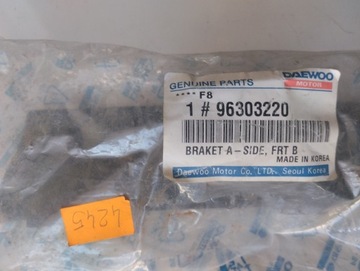 GENUINE PARTS
DAEWOO
MOTOR
**** F8
1 # 96303220
BRAKET A-SIDE, FRT B
MADE IN KOREA
Daewoo Motor Co., LTD. Seoul Korea
4245